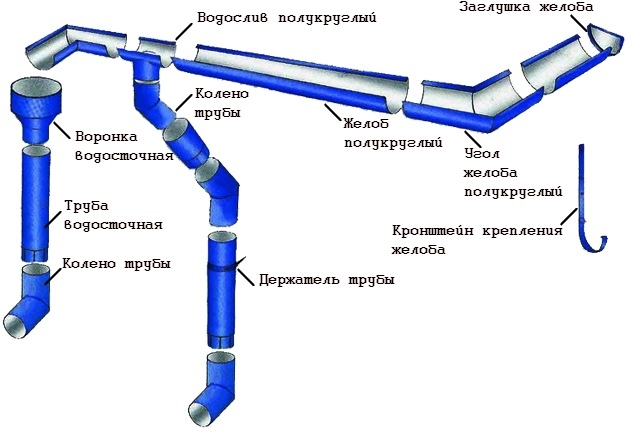 Водослив полукруглый
Заглушка желоба
Колено
трубы
Желоб
полукруглый
Угол
желоба
полукруглый
Воронка
водосточная
Труба
водосточная
Кронштейн крепления
желоба
Колено трубы
Держатель трубы